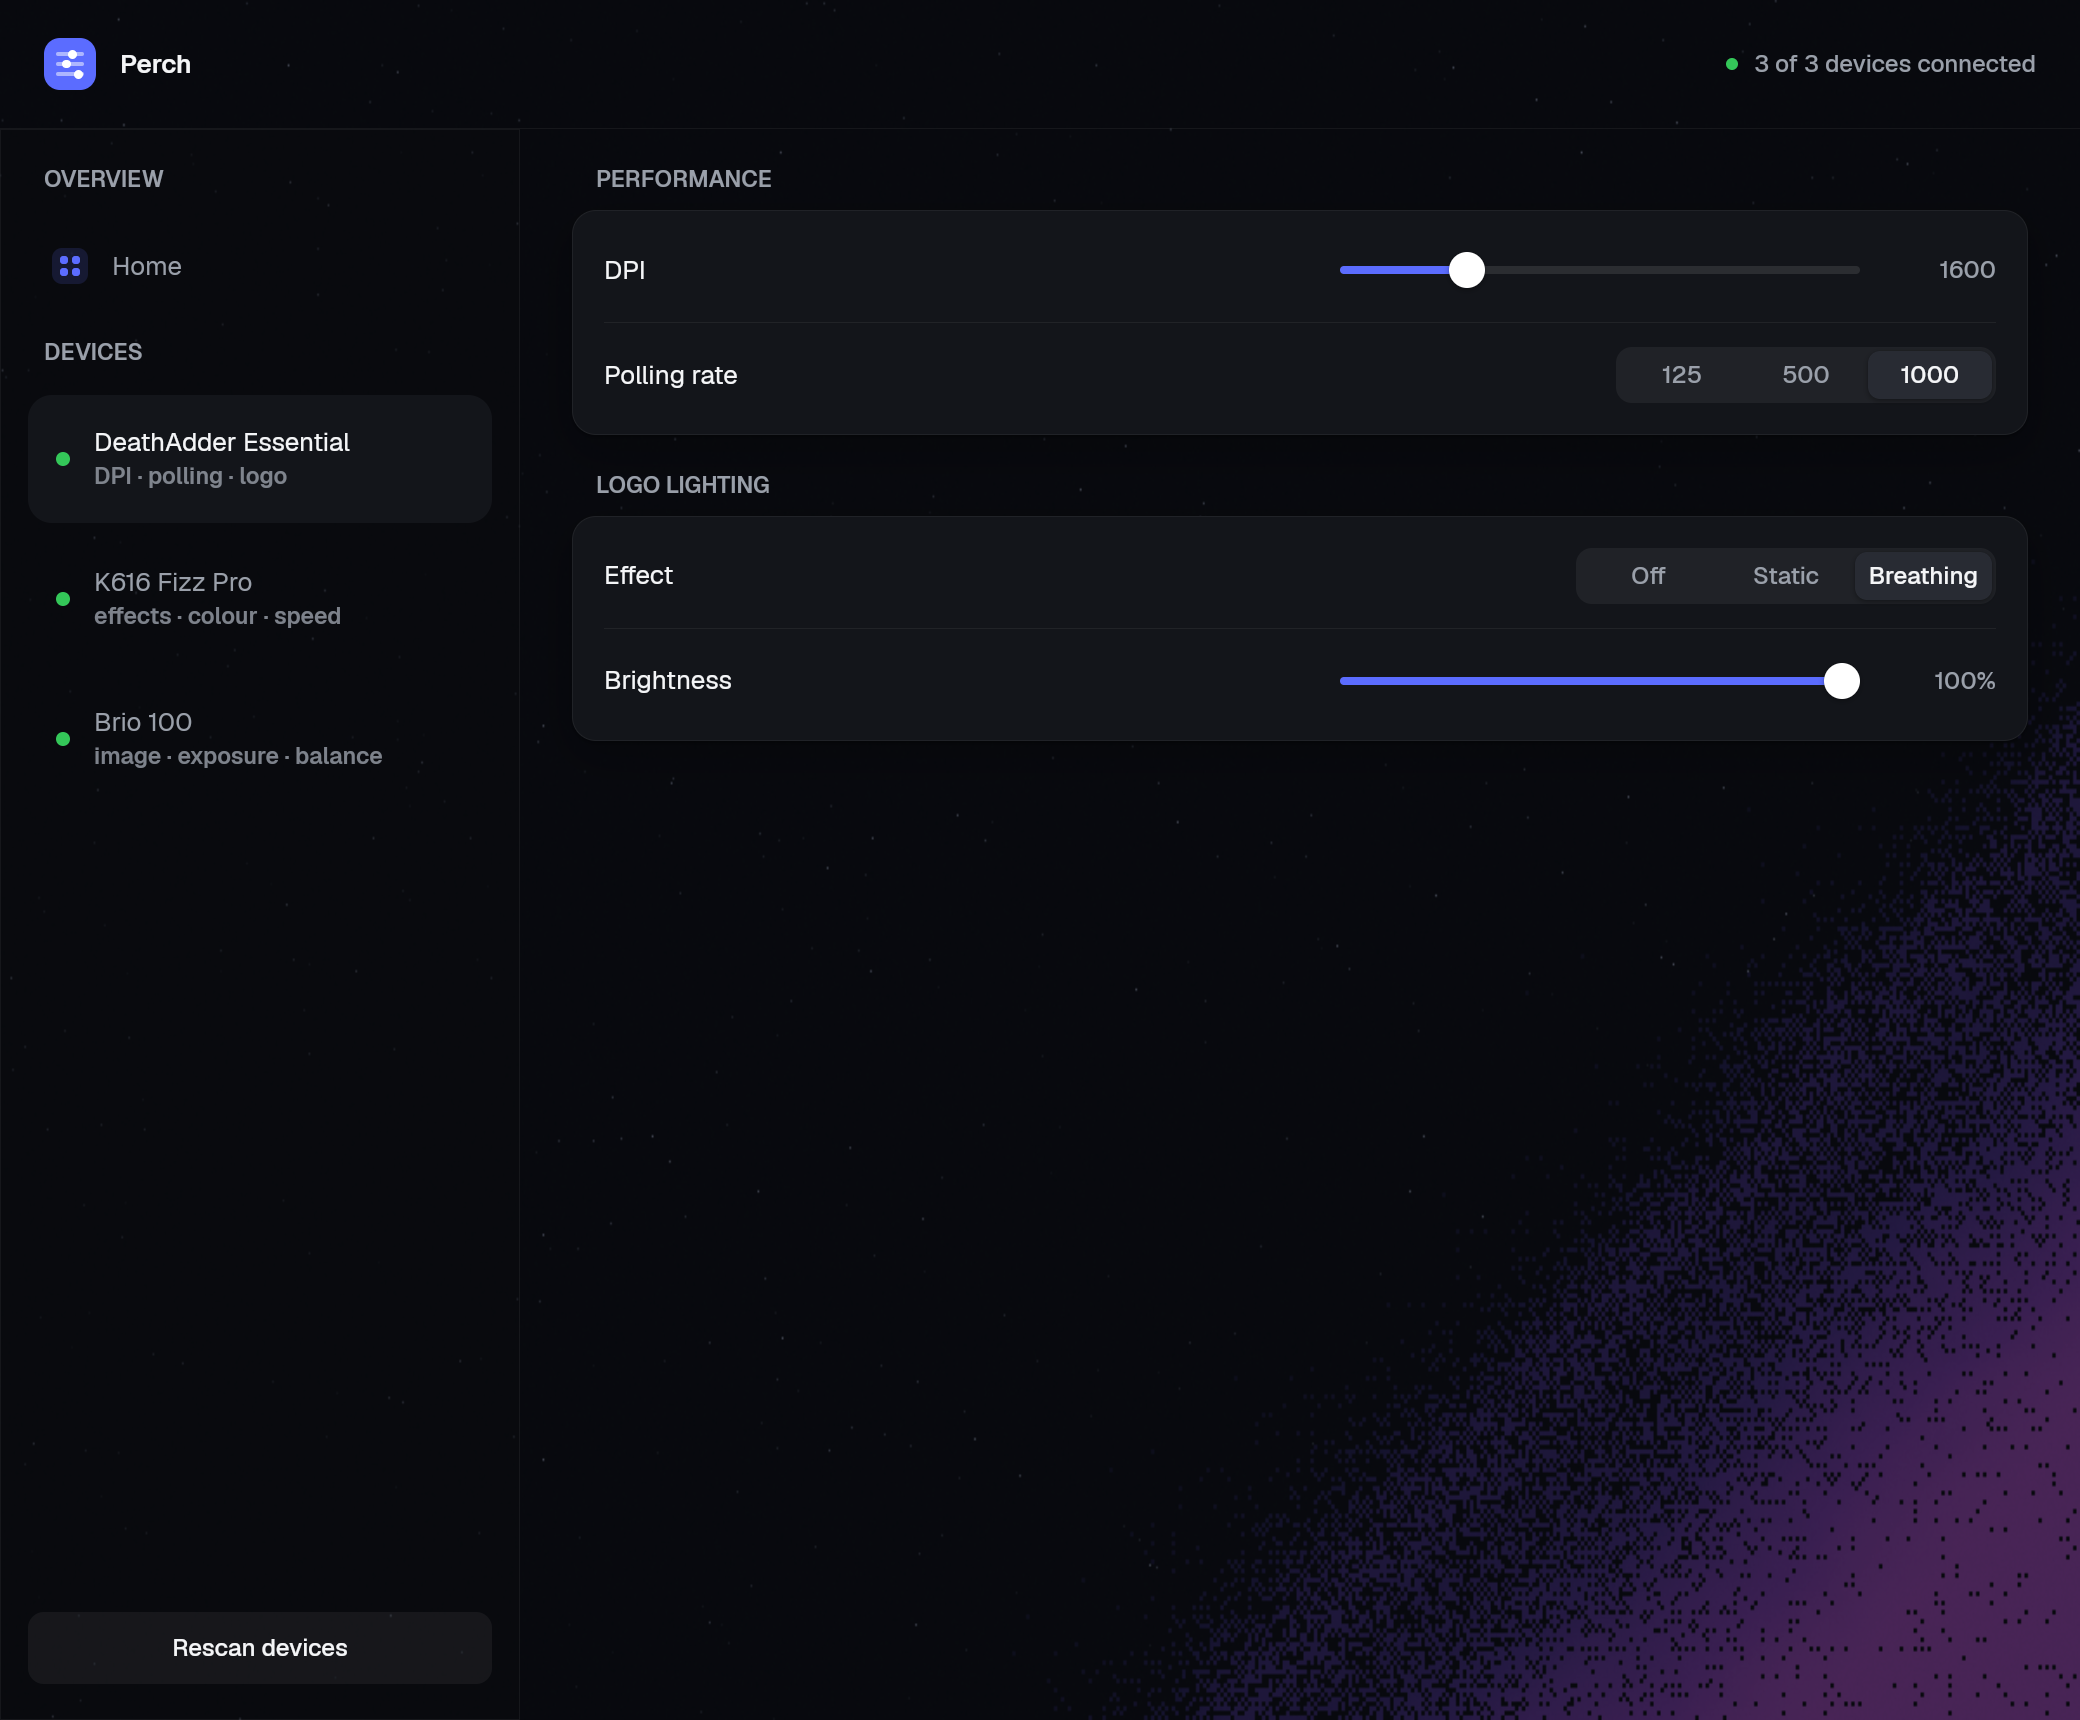 Perch
3 of 3 devices connected
OVERVIEW
Home
DEVICES
DeathAdder Essential
DPI · polling · logo
K616 Fizz Pro
effects · colour · speed
Brio 100
image · exposure · balance
Rescan devices
PERFORMANCE
DPI 1600
Polling rate 125 500 1000
LOGO LIGHTING
Effect Off Static Breathing
Brightness 100%